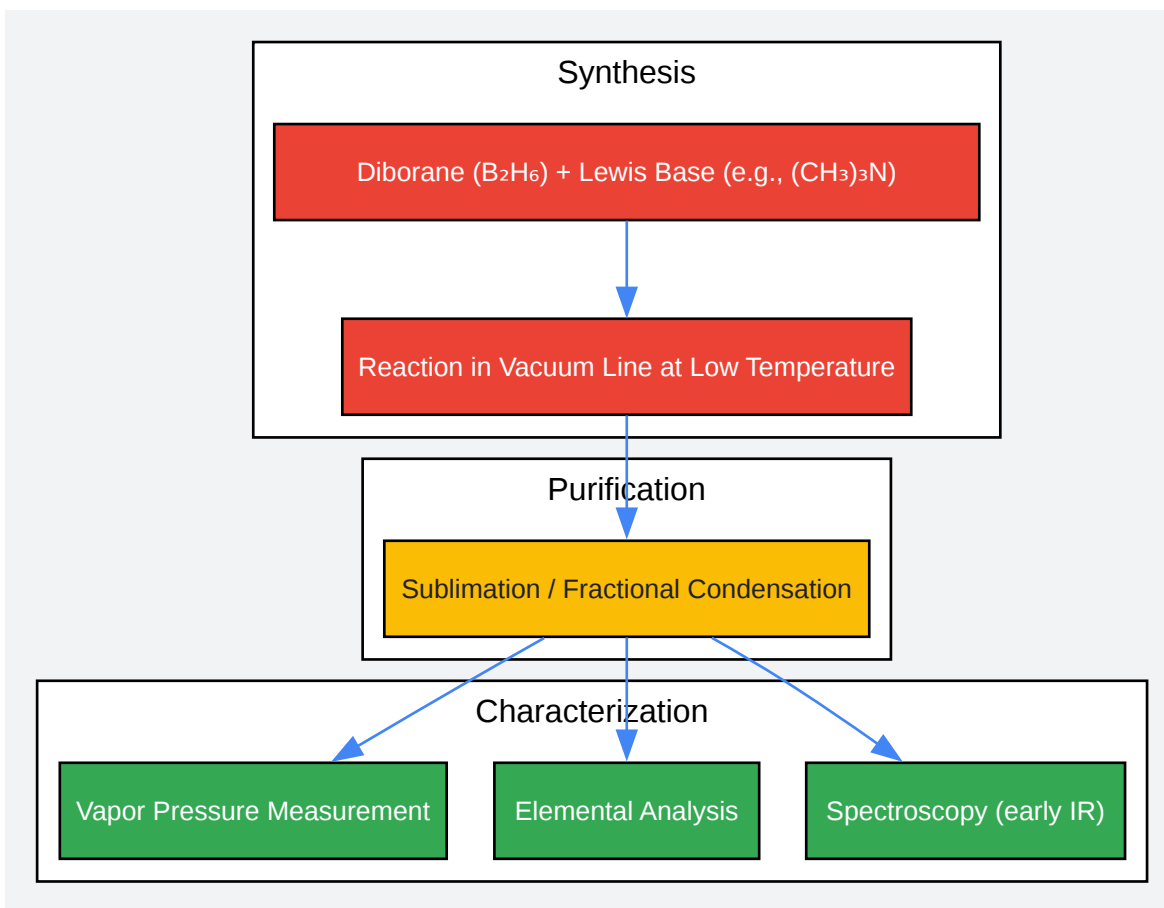 Synthesis
Diborane (B₂H₆) + Lewis Base (e.g., (CH₃)₃N)
Reaction in Vacuum Line at Low Temperature
Purification
Sublimation / Fractional Condensation
Characterization
Vapor Pressure Measurement
Elemental Analysis
Spectroscopy (early IR)